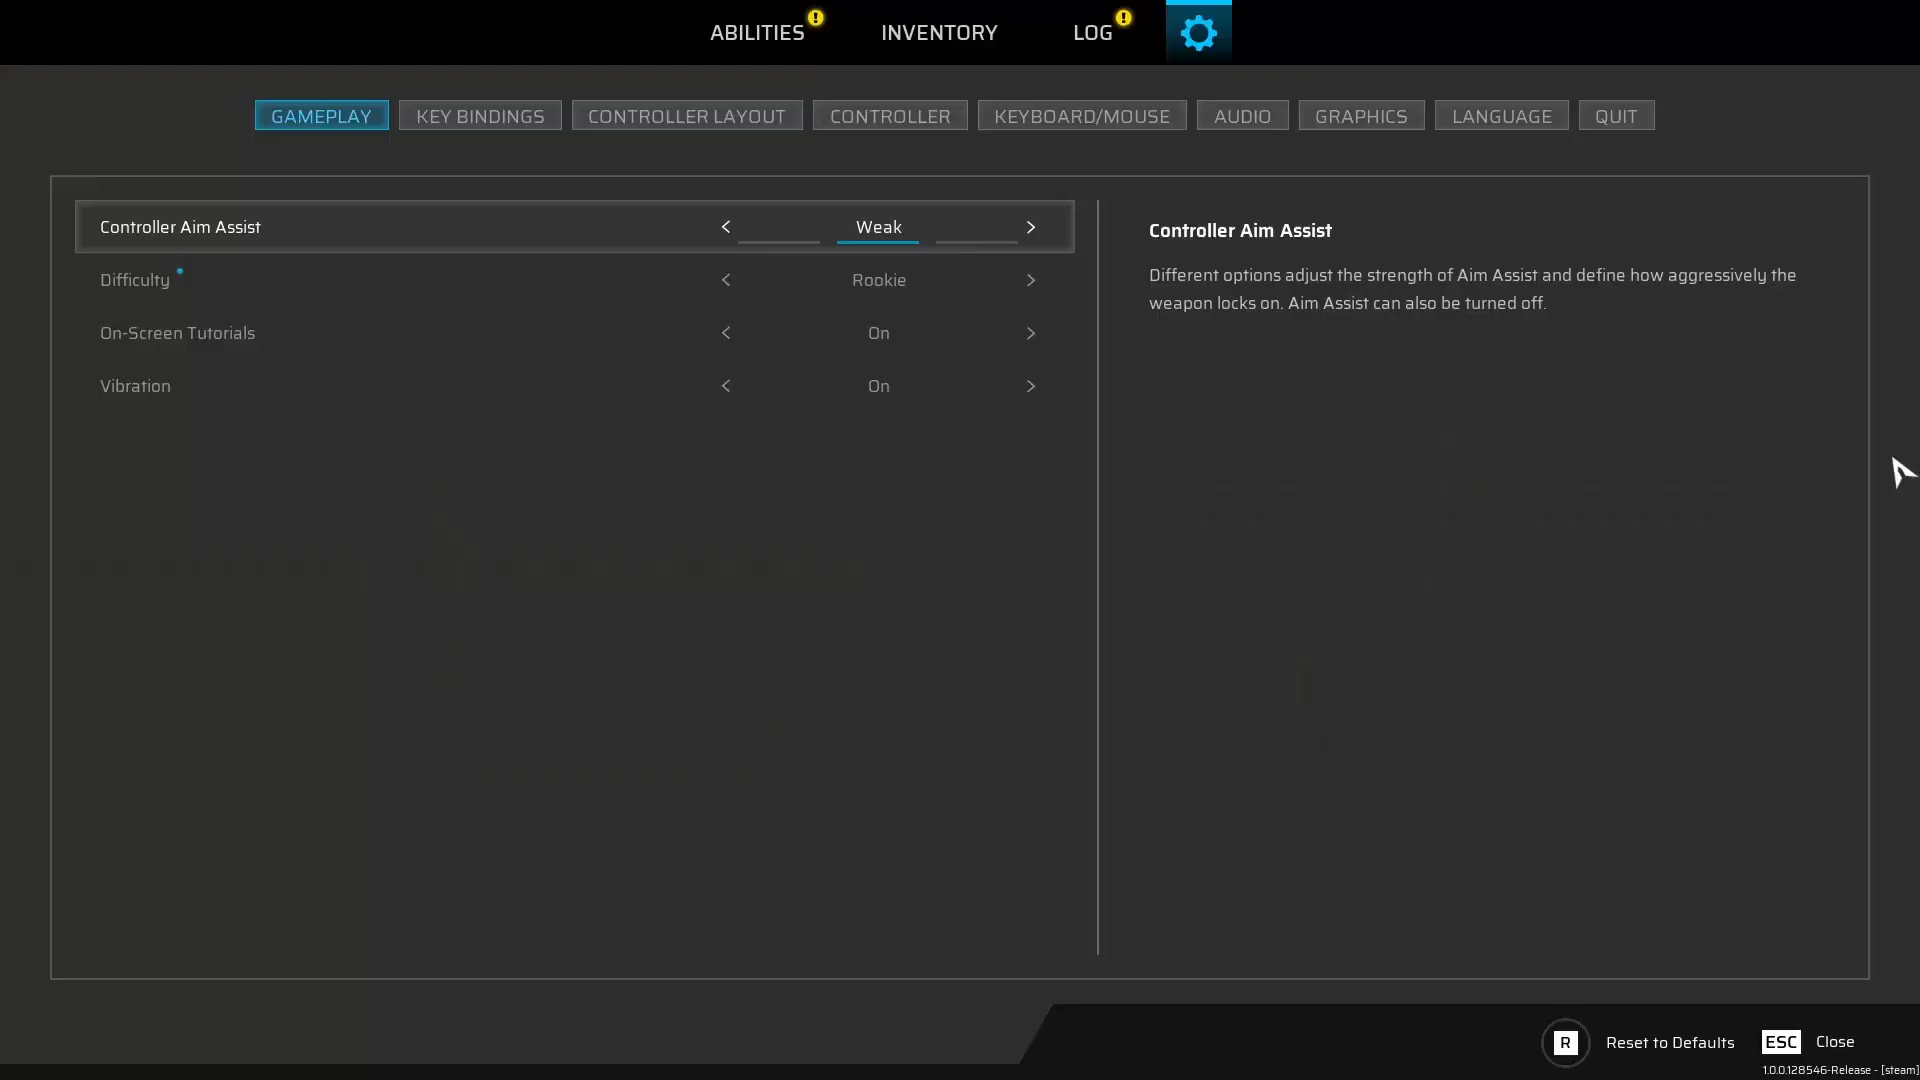 ABILITIES ! INVENTORY LOG !
GAMEPLAY KEY BINDINGS CONTROLLER LAYOUT CONTROLLER KEYBOARD/MOUSE AUDIO GRAPHICS LANGUAGE QUIT
Controller Aim Assist < Weak >
Difficulty < Rookie >
On-Screen Tutorials < On >
Vibration < On >
Controller Aim Assist
Different options adjust the strength of Aim Assist and define how aggressively the
weapon locks on. Aim Assist can also be turned off.
R Reset to Defaults ESC Close
1.0.0.128546-Release - [steam]